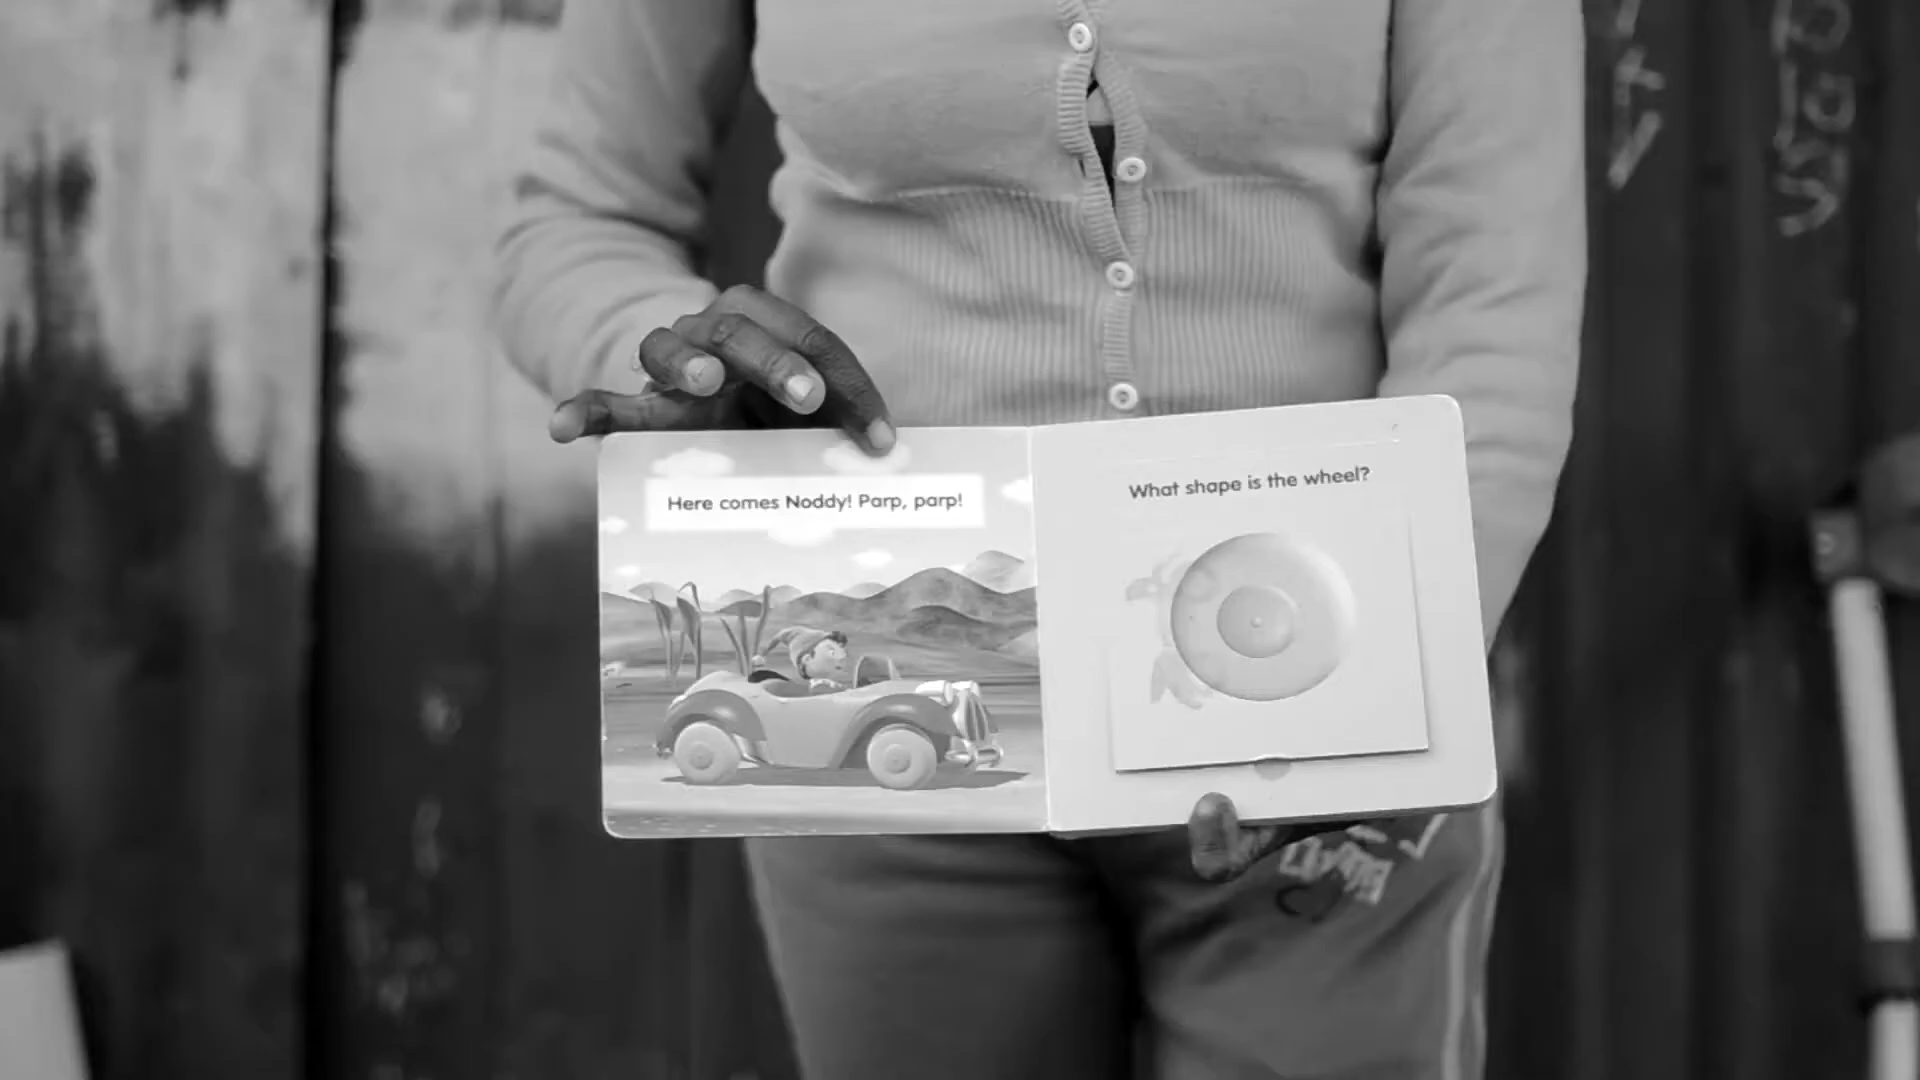 Here comes Noddy! Parp, parp!
What shape is the wheel?